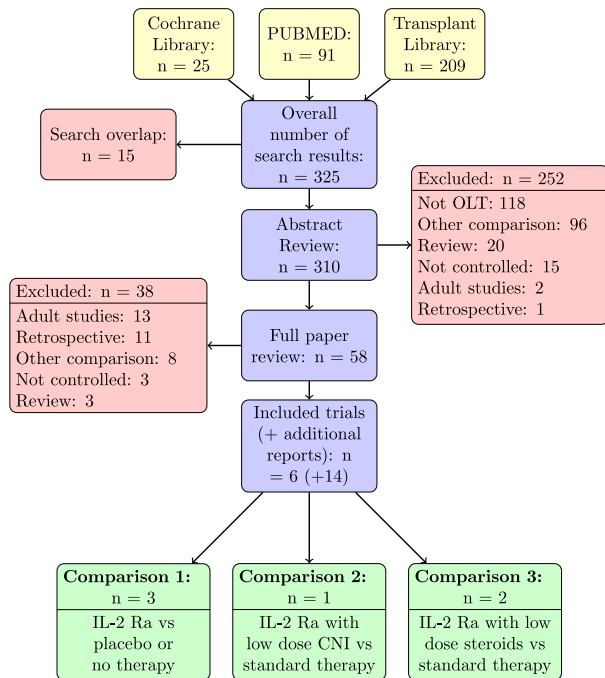 Cochrane
Library:
n = 25
PUBMED:
n = 91
Transplant
Library:
n = 209
Overall
number of
search results:
n = 325
Search overlap:
n = 15
Abstract
Review:
n = 310
Excluded: n = 252
Not OLT: 118
Other comparison: 96
Review: 20
Not controlled: 15
Adult studies: 2
Retrospective: 1
Full paper
review: n = 58
Excluded: n = 38
Adult studies: 13
Retrospective: 11
Other comparison: 8
Not controlled: 3
Review: 3
Included trials
(+ additional
reports): n
= 6 (+14)
Comparison 1:
n = 3
IL-2 Ra vs
placebo or
no therapy
Comparison 2:
n = 1
IL-2 Ra with
low dose CNI vs
standard therapy
Comparison 3:
n = 2
IL-2 Ra with low
dose steroids vs
standard therapy